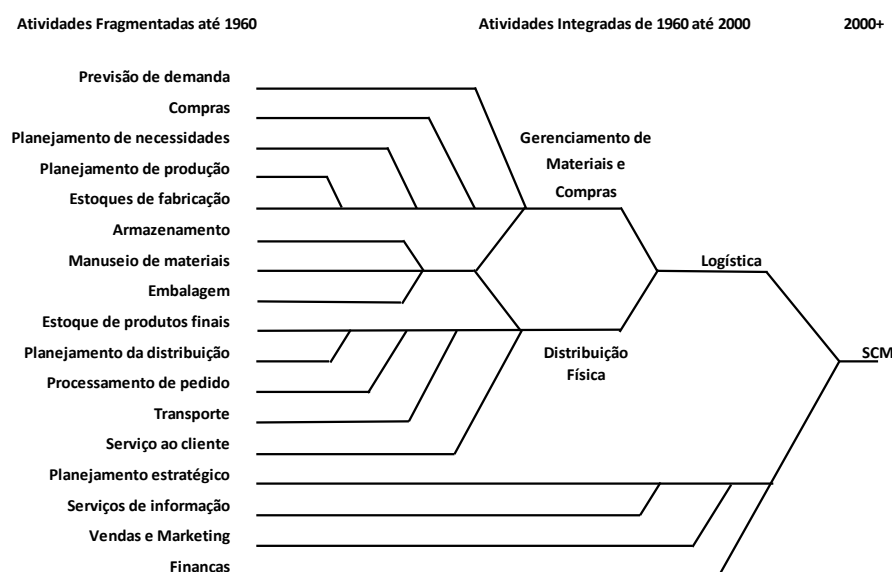 Atividades Fragmentadas até 1960
Atividades Integradas de 1960 até 2000
2000+
Previsão de demanda
Compras
Planejamento de necessidades
Planejamento de produção
Estoques de fabricação
Armazenamento
Manuseio de materiais
Embalagem
Estoque de produtos finais
Planejamento da distribuição
Processamento de pedido
Transporte
Serviço ao cliente
Planejamento estratégico
Serviços de informação
Vendas e Marketing
Finanças
Gerenciamento de
Materiais e
Compras
Distribuição
Física
Logística
SCM